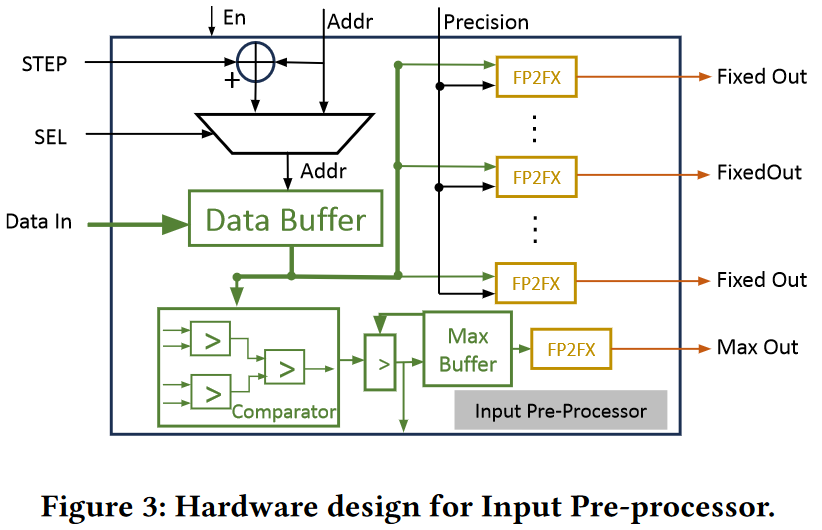 En
Addr
Precision
STEP
+
SEL
Addr
Data In
Data Buffer
FP2FX
Fixed Out
FP2FX
FixedOut
FP2FX
Fixed Out
>
>
>
Comparator
>
Max
Buffer
FP2FX
Max Out
Input Pre-Processor
Figure 3: Hardware design for Input Pre-processor.